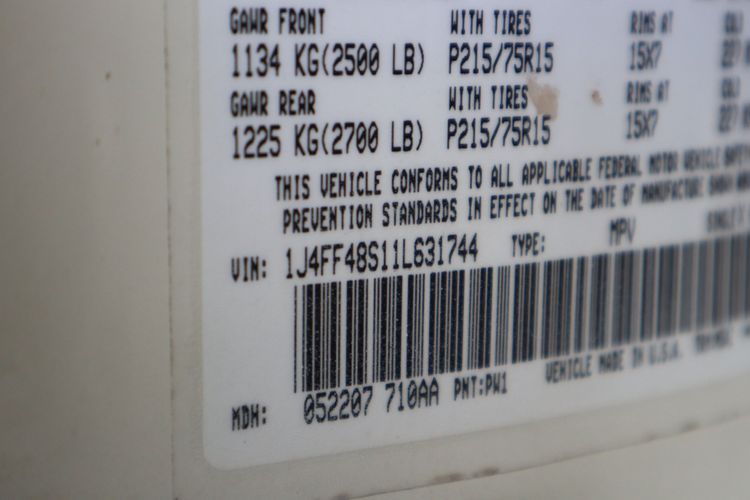 GAWR FRONT WITH TIRES RIMS AT
1134 KG(2500 LB) P215/75R15 15X7
GAWR REAR WITH TIRES RIMS AT
1225 KG(2700 LB) P215/75R15 15X7
THIS VEHICLE CONFORMS TO ALL APPLICABLE FEDERAL MOTOR VEHICLE
PREVENTION STANDARDS IN EFFECT ON THE DATE OF MANUFACTURE SHOWN
VIN: 1J4FF48S11L631744 TYPE: MPV
VEHICLE MADE IN U.S.A.
MDH: 052207 710AA PNT:PW1